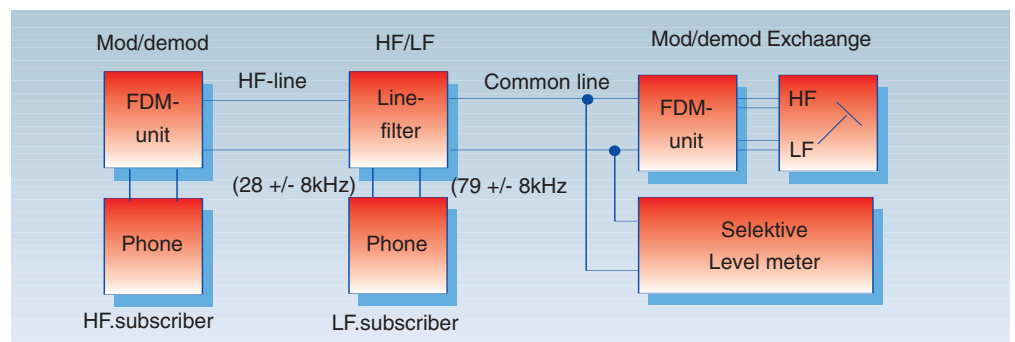 Mod/demod
HF/LF
Mod/demod Exchaange
HF-line
Common line
FDM-
unit
Line-
filter
FDM-
unit
HF
LF
(28 +/- 8kHz)
(79 +/- 8kHz
Phone
Phone
Selektive
Level meter
HF.subscriber
LF.subscriber